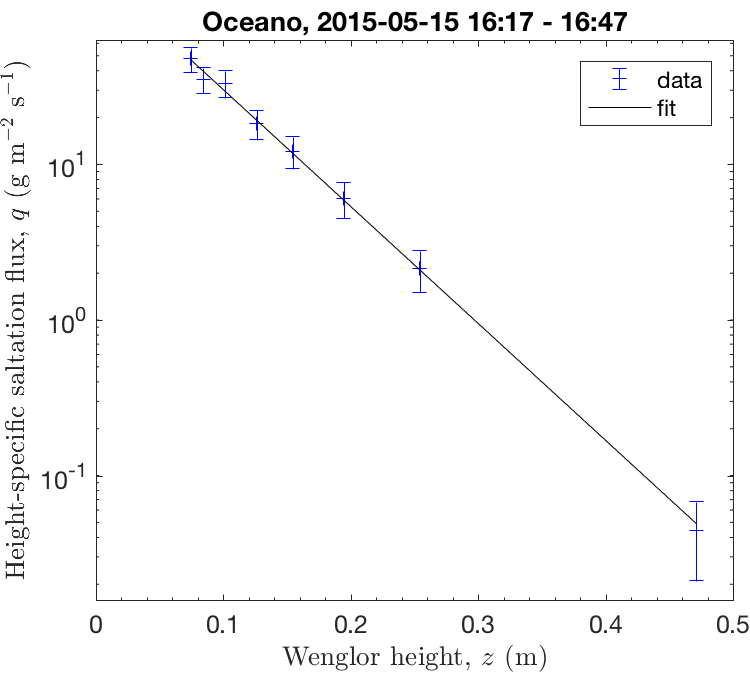 Oceano, 2015-05-15 16:17 - 16:47
Height-specific saltation flux, q (g m⁻² s⁻¹)
10¹
10⁰
10⁻¹
data
fit
0 0.1 0.2 0.3 0.4 0.5
Wenglor height, z (m)